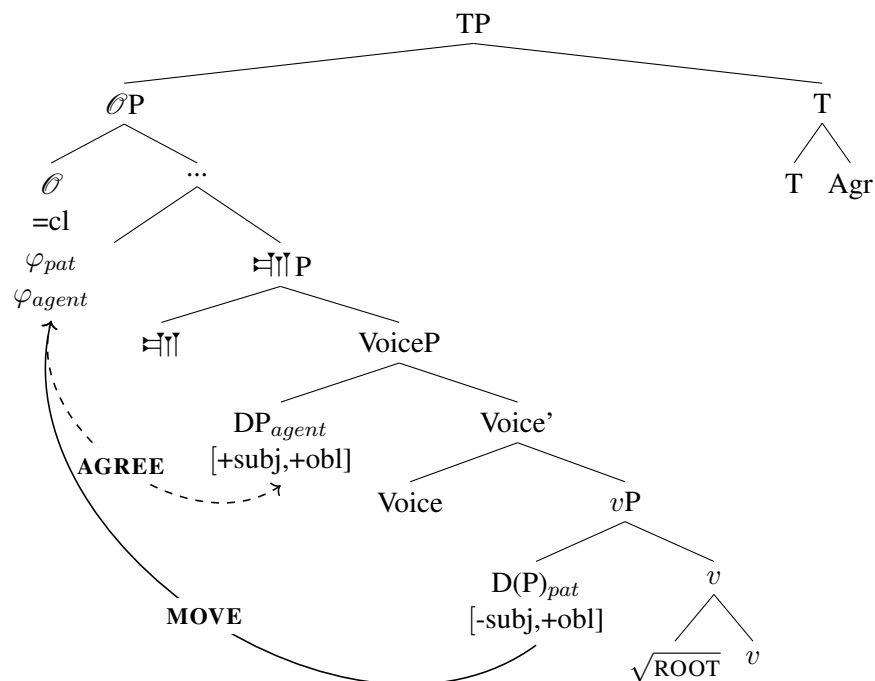 TP
𝒪P T
𝒪 ... T Agr
=cl
φpat P
φagent
VoiceP
DPagent Voice’
[+subj,+obl]
AGREE Voice vP
D(P)pat v
[-subj,+obl]
MOVE
√ROOT v